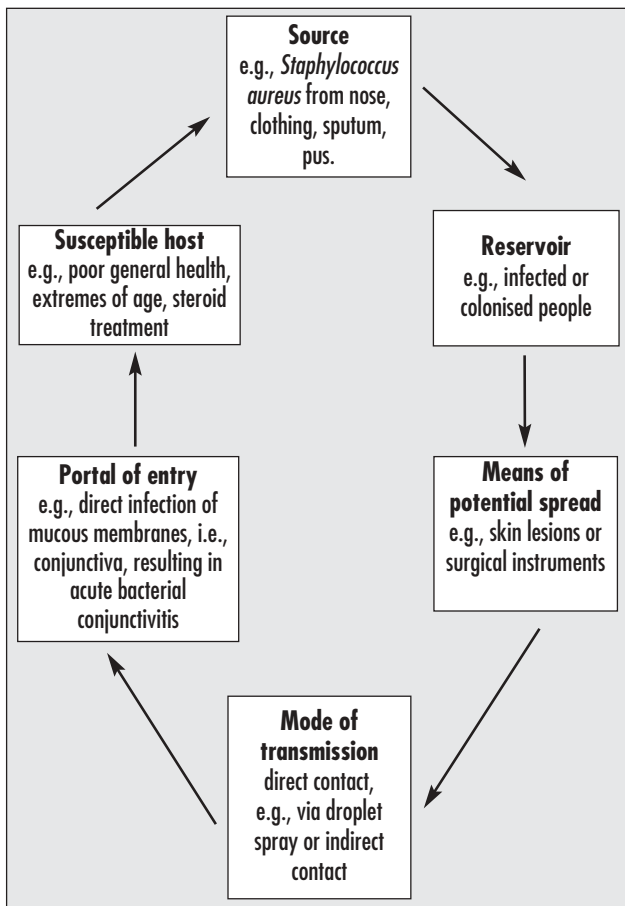 Source
e.g., Staphylococcus
aureus from nose,
clothing, sputum,
pus.
Reservoir
e.g., infected or
colonised people
Means of
potential spread
e.g., skin lesions or
surgical instruments
Mode of
transmission
direct contact,
e.g., via droplet
spray or indirect
contact
Portal of entry
e.g., direct infection of
mucous membranes, i.e.,
conjunctiva, resulting in
acute bacterial
conjunctivitis
Susceptible host
e.g., poor general health,
extremes of age, steroid
treatment